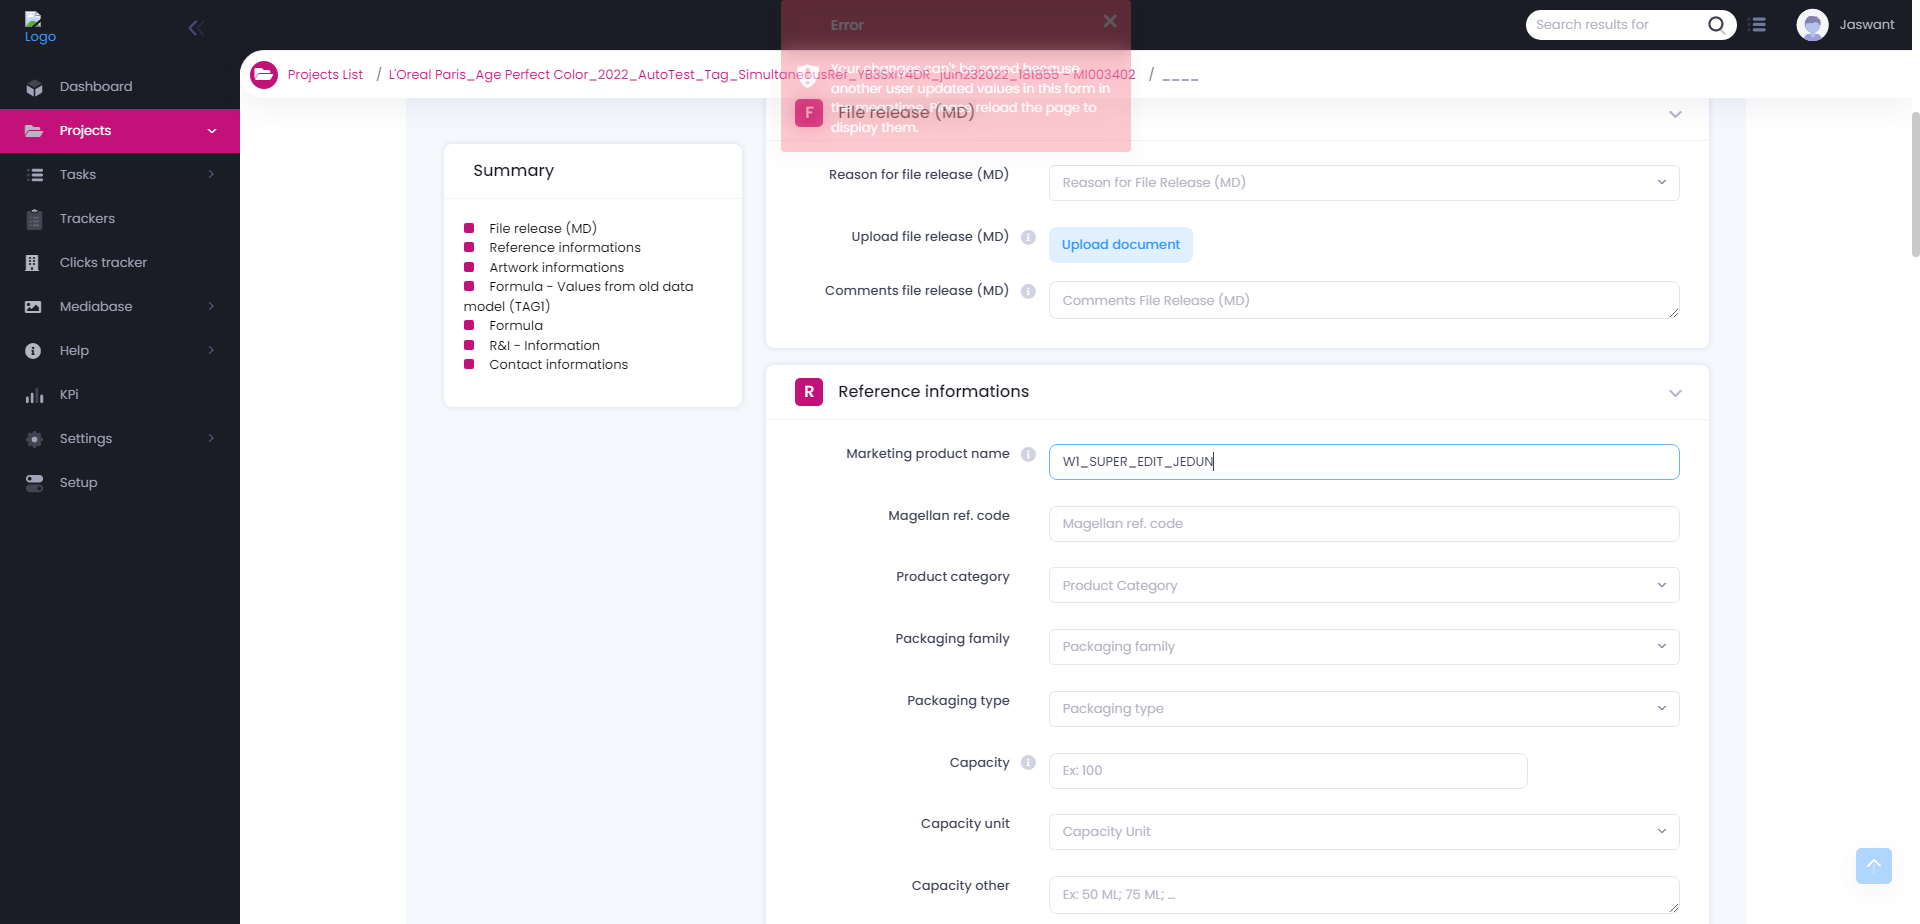 Logo
Dashboard
Projects
Tasks
Trackers
Clicks tracker
Mediabase
Help
KPi
Settings
Setup
Error
Search results for
Jaswant
Projects List / L'Oreal Paris_Age Perfect Color_2022_AutoTest_Tag_SimultaneousRer_YB3SxIY4DR_juin232022_181855 - MI003402 / ____
Your changes can't be saved because
another user updated values in this form in
the meantime. Please reload the page to
display them.
Summary
File release (MD)
Reference informations
Artwork informations
Formula - Values from old data
model (TAG1)
Formula
R&I - Information
Contact informations
F File release (MD)
Reason for file release (MD) Reason for File Release (MD)
Upload file release (MD) Upload document
Comments file release (MD) Comments File Release (MD)
R Reference informations
Marketing product name W1_SUPER_EDIT_JEDUN
Magellan ref. code Magellan ref. code
Product category Product Category
Packaging family Packaging family
Packaging type Packaging type
Capacity Ex: 100
Capacity unit Capacity Unit
Capacity other Ex: 50 ML; 75 ML; ...